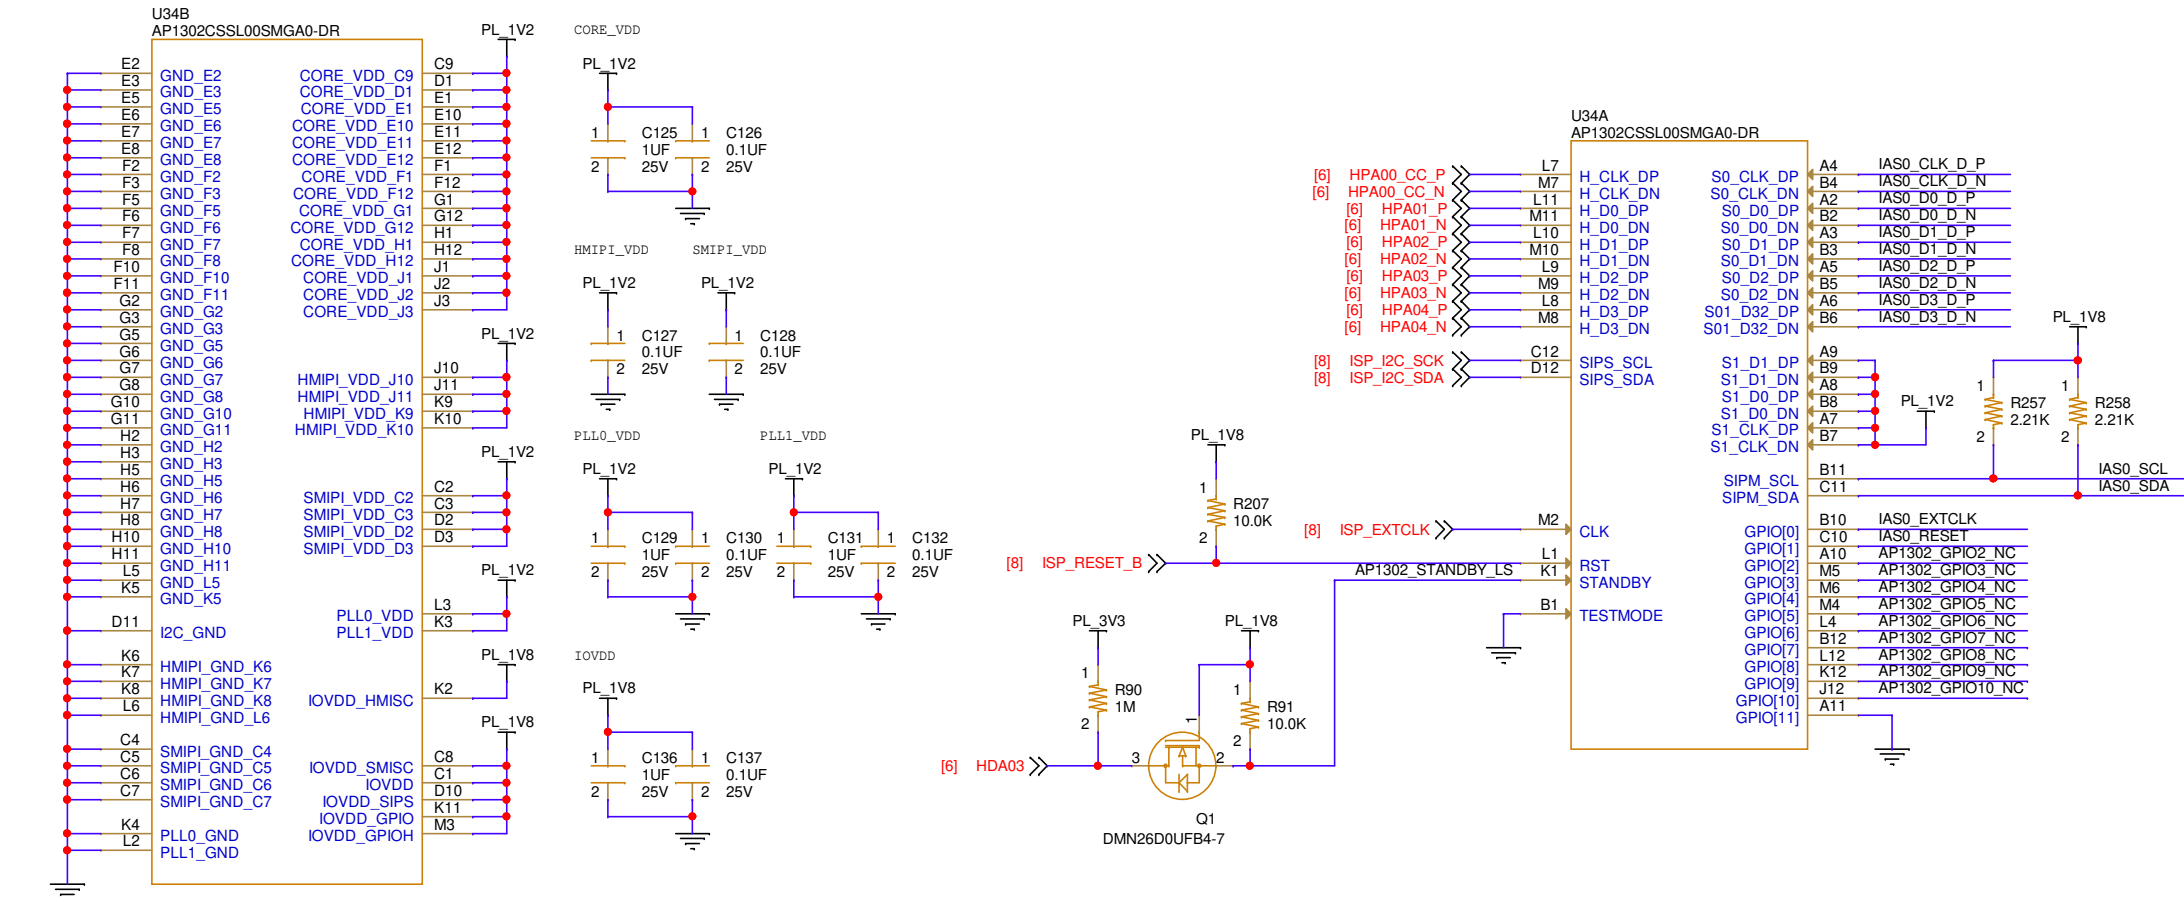 U34B
AP1302CSSL00SMGA0-DR
E2 GND_E2
E3 GND_E3
E5 GND_E5
E6 GND_E6
E7 GND_E7
E8 GND_E8
F2 GND_F2
F3 GND_F3
F5 GND_F5
F6 GND_F6
F7 GND_F7
F8 GND_F8
F10 GND_F10
F11 GND_F11
G2 GND_G2
G3 GND_G3
G5 GND_G5
G6 GND_G6
G7 GND_G7
G8 GND_G8
G10 GND_G10
G11 GND_G11
H2 GND_H2
H3 GND_H3
H5 GND_H5
H6 GND_H6
H7 GND_H7
H8 GND_H8
H10 GND_H10
H11 GND_H11
L5 GND_L5
K5 GND_K5
D11 I2C_GND
K6 HMIPI_GND_K6
K7 HMIPI_GND_K7
K8 HMIPI_GND_K8
L6 HMIPI_GND_L6
C4 SMIPI_GND_C4
C5 SMIPI_GND_C5
C6 SMIPI_GND_C6
C7 SMIPI_GND_C7
K4 PLL0_GND
L2 PLL1_GND
PL_1V2
CORE_VDD_C9 C9
CORE_VDD_D1 D1
CORE_VDD_E1 E1
CORE_VDD_E10 E10
CORE_VDD_E11 E11
CORE_VDD_E12 E12
CORE_VDD_F1 F1
CORE_VDD_F12 F12
CORE_VDD_G1 G1
CORE_VDD_G12 G12
CORE_VDD_H1 H1
CORE_VDD_H12 H12
CORE_VDD_J1 J1
CORE_VDD_J2 J2
CORE_VDD_J3 J3
PL_1V2
HMIPI_VDD_J10 J10
HMIPI_VDD_J11 J11
HMIPI_VDD_K9 K9
HMIPI_VDD_K10 K10
PL_1V2
SMIPI_VDD_C2 C2
SMIPI_VDD_C3 C3
SMIPI_VDD_D2 D2
SMIPI_VDD_D3 D3
PL_1V2
PLL0_VDD L3
PLL1_VDD K3
PL_1V8
IOVDD_HMISC K2
PL_1V8
IOVDD_SMISC C8
IOVDD C1
IOVDD_SIPS D10
IOVDD_GPIO K11
IOVDD_GPIOH M3
CORE_VDD
PL_1V2
1 C125 1 C126
1UF 0.1UF
2 25V 2 25V
HMIPI_VDD SMIPI_VDD
PL_1V2 PL_1V2
1 C127 1 C128
0.1UF 0.1UF
2 25V 2 25V
PLL0_VDD PLL1_VDD
PL_1V2 PL_1V2
1 C129 1 C130 1 C131 1 C132
1UF 0.1UF 1UF 0.1UF
2 25V 2 25V 2 25V 2 25V
IOVDD
PL_1V8
1 C136 1 C137
1UF 0.1UF
2 25V 2 25V
U34A
AP1302CSSL00SMGA0-DR
[6] HPA00_CC_P L7 H_CLK_DP
[6] HPA00_CC_N M7 H_CLK_DN
[6] HPA01_P L11 H_D0_DP
[6] HPA01_N M11 H_D0_DN
[6] HPA02_P L10 H_D1_DP
[6] HPA02_N M10 H_D1_DN
[6] HPA03_P L9 H_D2_DP
[6] HPA03_N M9 H_D2_DN
[6] HPA04_P L8 H_D3_DP
[6] HPA04_N M8 H_D3_DN
[8] ISP_I2C_SCK C12 SIPS_SCL
[8] ISP_I2C_SDA D12 SIPS_SDA
PL_1V8
1 R207
10.0K
2
[8] ISP_EXTCLK M2 CLK
[8] ISP_RESET_B L1 RST
AP1302_STANDBY_LS K1 STANDBY
B1 TESTMODE
PL_3V3 PL_1V8
1 R90
1M
2
1 R91
10.0K
2
[6] HDA03 3 1 2
Q1
DMN26D0UFB4-7
S0_CLK_DP A4 IAS0_CLK_D_P
S0_CLK_DN B4 IAS0_CLK_D_N
S0_D0_DP A2 IAS0_D0_D_P
S0_D0_DN B2 IAS0_D0_D_N
S0_D1_DP A3 IAS0_D1_D_P
S0_D1_DN B3 IAS0_D1_D_N
S0_D2_DP A5 IAS0_D2_D_P
S0_D2_DN B5 IAS0_D2_D_N
S01_D32_DP A6 IAS0_D3_D_P
S01_D32_DN B6 IAS0_D3_D_N
S1_D1_DP A9
S1_D1_DN B9
S1_D0_DP A8
S1_D0_DN B8
S1_CLK_DP A7
S1_CLK_DN B7
PL_1V2
PL_1V8
1 R257 1 R258
2.21K 2.21K
2 2
SIPM_SCL B11 IAS0_SCL
SIPM_SDA C11 IAS0_SDA
GPIO[0] B10 IAS0_EXTCLK
GPIO[1] C10 IAS0_RESET
GPIO[2] A10 AP1302_GPIO2_NC
GPIO[3] M5 AP1302_GPIO3_NC
GPIO[4] M6 AP1302_GPIO4_NC
GPIO[5] M4 AP1302_GPIO5_NC
GPIO[6] L4 AP1302_GPIO6_NC
GPIO[7] B12 AP1302_GPIO7_NC
GPIO[8] L12 AP1302_GPIO8_NC
GPIO[9] K12 AP1302_GPIO9_NC
GPIO[10] J12 AP1302_GPIO10_NC
GPIO[11] A11